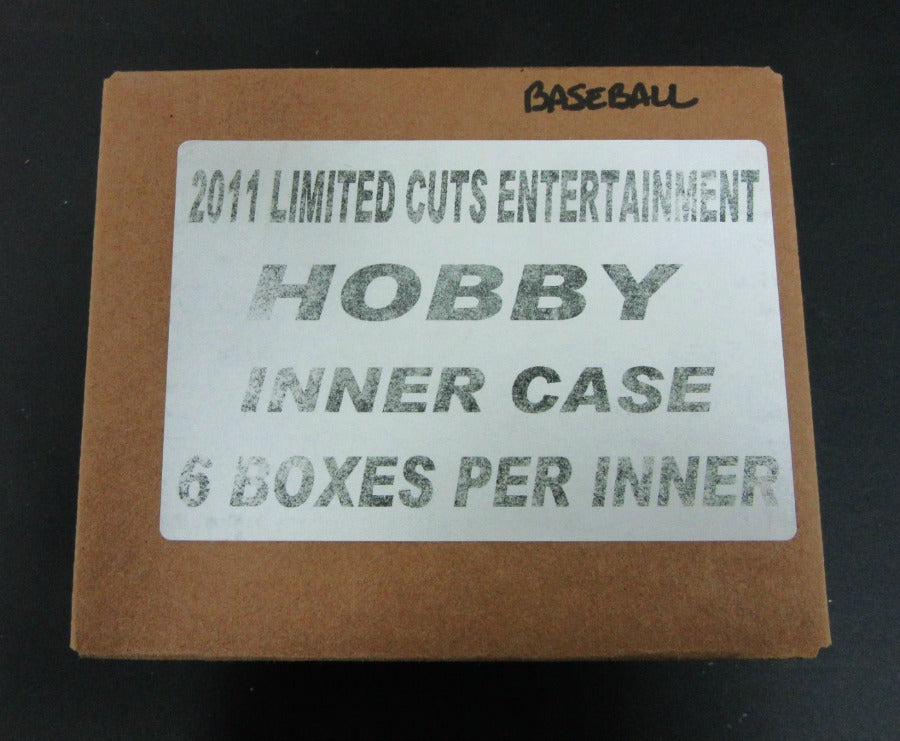 BASEBALL
2011 LIMITED CUTS ENTERTAINMENT
HOBBY
INNER CASE
6 BOXES PER INNER